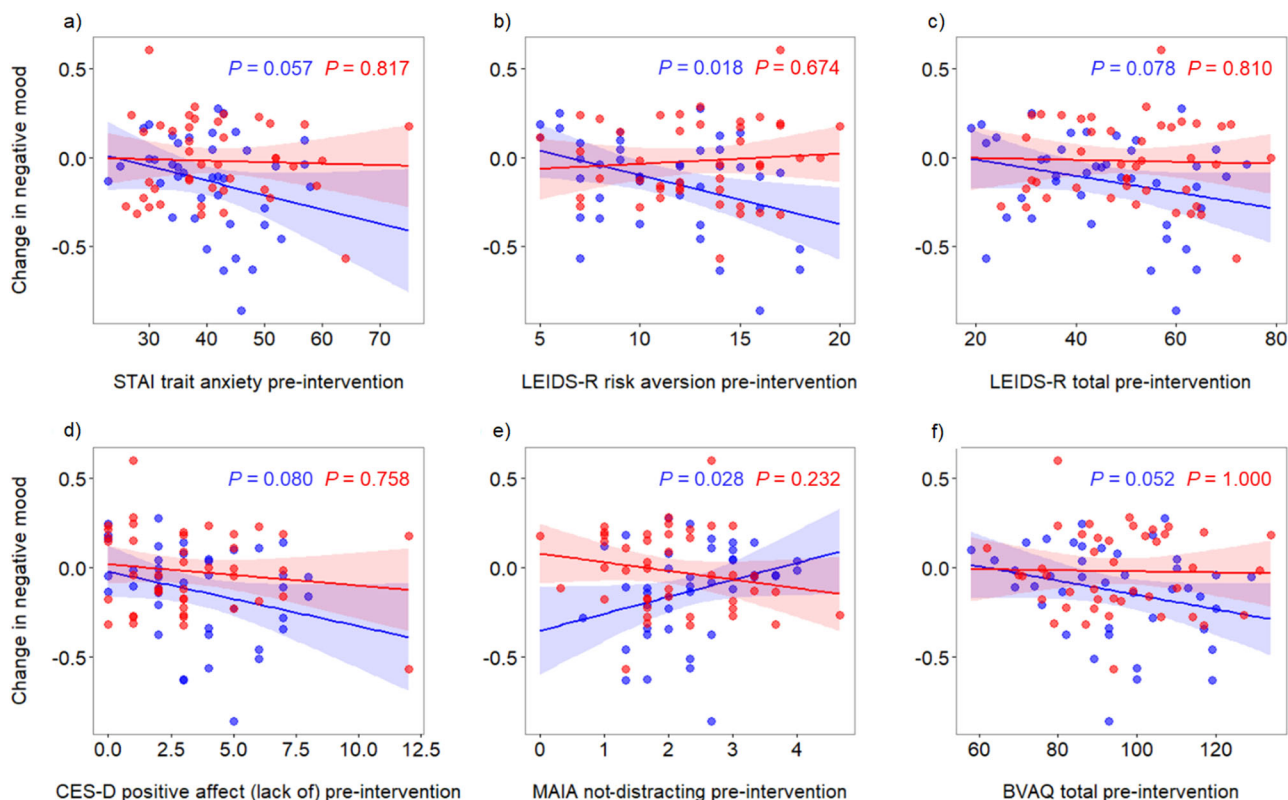 a)
b)
c)
P = 0.057 P = 0.817
P = 0.018 P = 0.674
P = 0.078 P = 0.810
Change in negative mood
0.5
0.0
-0.5
30 40 50 60 70
5 10 15 20
20 40 60 80
STAI trait anxiety pre-intervention
LEIDS-R risk aversion pre-intervention
LEIDS-R total pre-intervention
d)
e)
f)
P = 0.080 P = 0.758
P = 0.028 P = 0.232
P = 0.052 P = 1.000
Change in negative mood
0.5
0.0
-0.5
0.5
0.0
-0.5
0.5
0.0
-0.5
0.5
0.0
-0.5
0.5
0.0
-0.5
0.0 2.5 5.0 7.5 10.0 12.5
0 1 2 3 4
60 80 100 120
CES-D positive affect (lack of) pre-intervention
MAIA not-distracting pre-intervention
BVAQ total pre-intervention